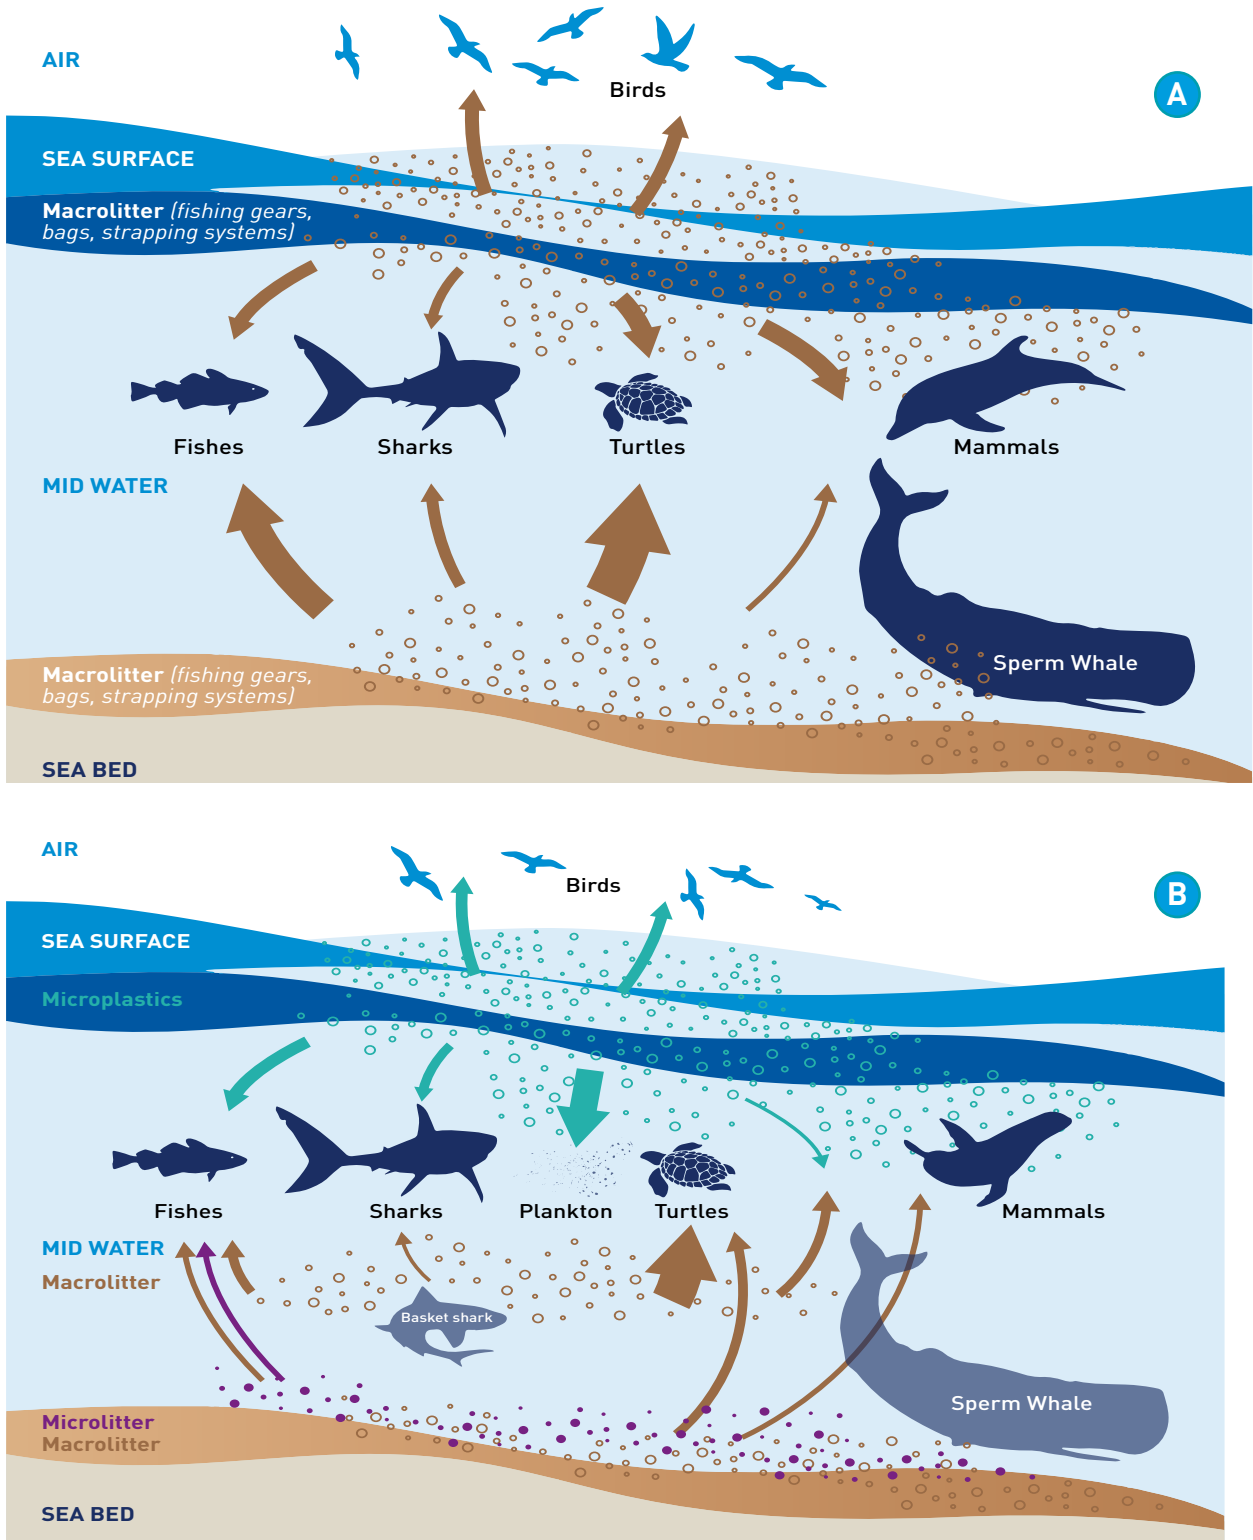 AIR
Birds
A
SEA SURFACE
Macrolitter (fishing gears,
bags, strapping systems)
Fishes
Sharks
Turtles
Mammals
MID WATER
Sperm Whale
Macrolitter (fishing gears,
bags, strapping systems)
SEA BED
AIR
Birds
B
SEA SURFACE
Microplastics
Fishes
Sharks
Plankton
Turtles
Mammals
MID WATER
Macrolitter
Basket shark
Sperm Whale
Microlitter
Macrolitter
SEA BED